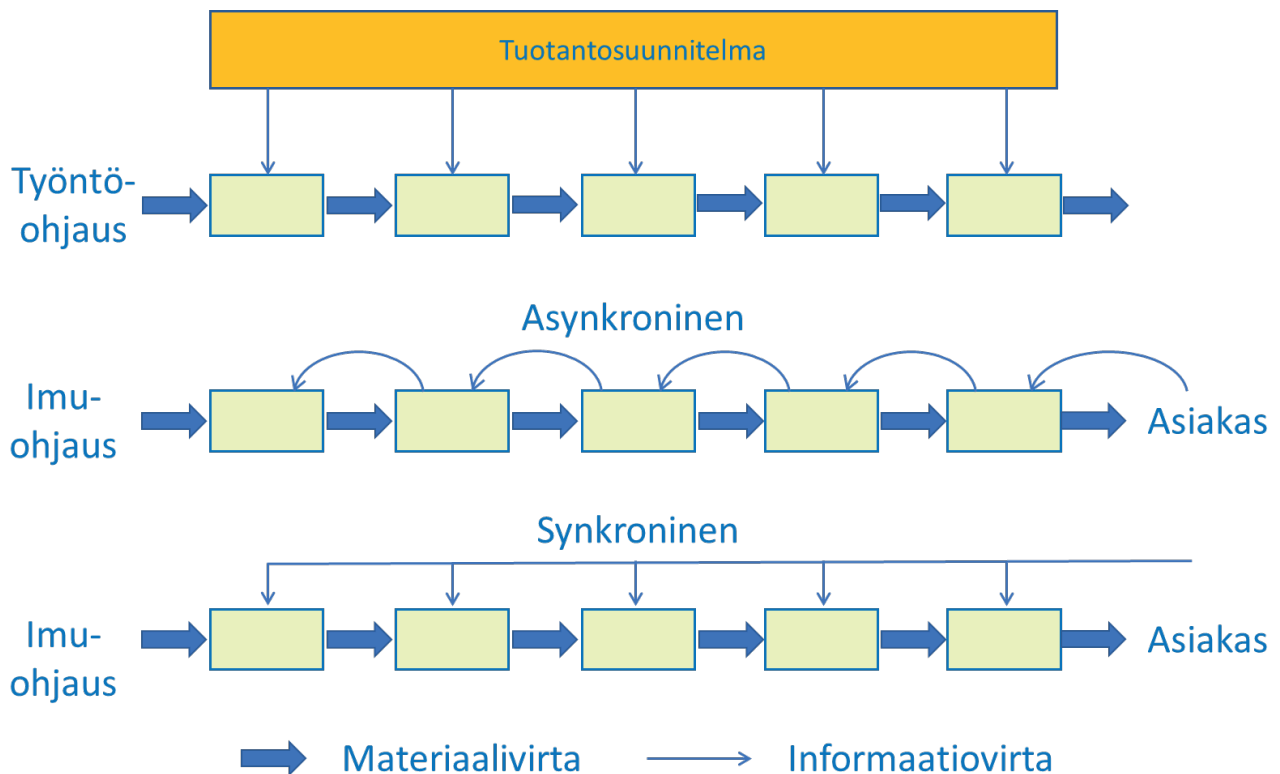 Tuotantosuunnitelma
Työntö-
ohjaus
Asynkroninen
Imu-
ohjaus
Asiakas
Synkroninen
Imu-
ohjaus
Asiakas
Materiaalivirta
Informaatiovirta